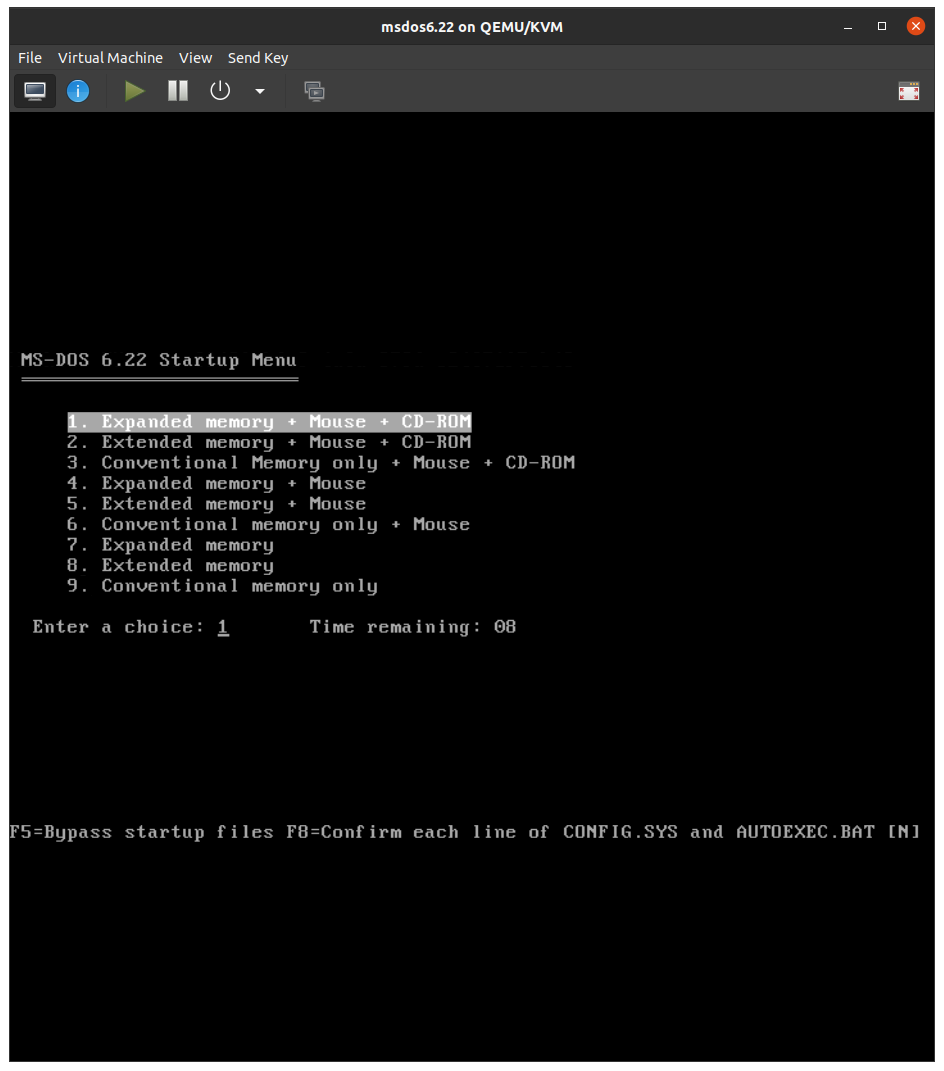 msdos6.22 on QEMU/KVM
File Virtual Machine View Send Key
MS-DOS 6.22 Startup Menu
1. Expanded memory + Mouse + CD-ROM
2. Extended memory + Mouse + CD-ROM
3. Conventional Memory only + Mouse + CD-ROM
4. Expanded memory + Mouse
5. Extended memory + Mouse
6. Conventional memory only + Mouse
7. Expanded memory
8. Extended memory
9. Conventional memory only
Enter a choice: 1 Time remaining: 08
F5=Bypass startup files F8=Confirm each line of CONFIG.SYS and AUTOEXEC.BAT [N]